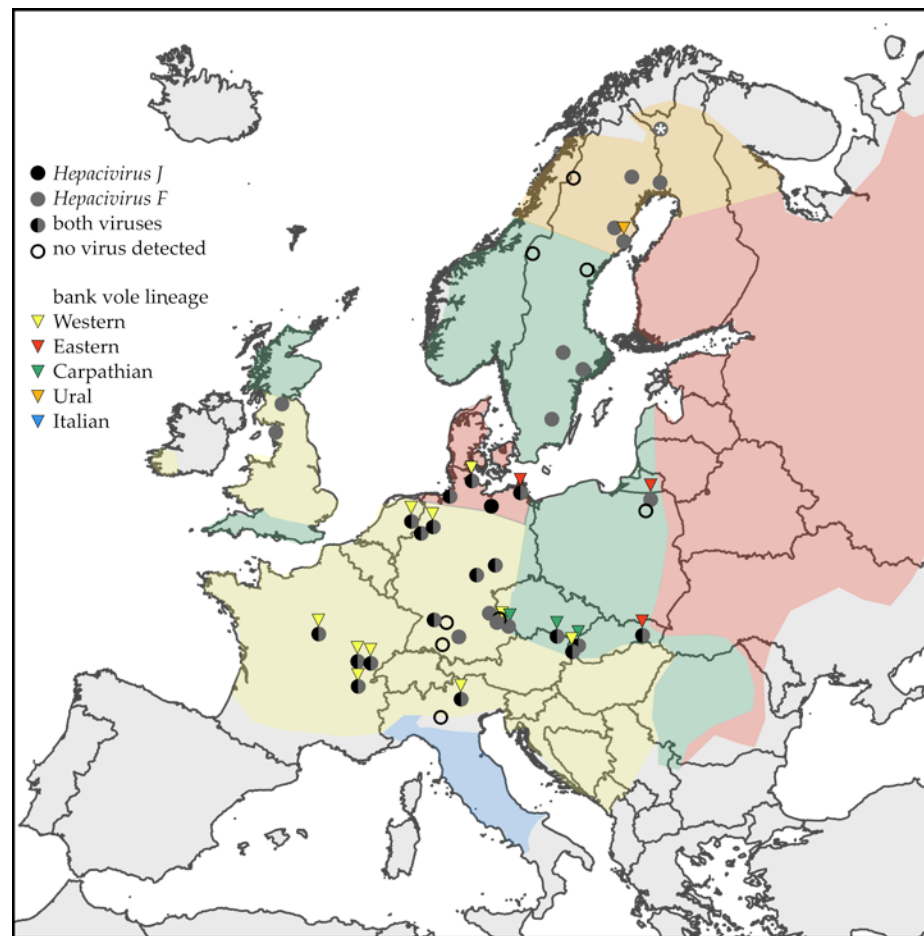 Hepacivirus J
Hepacivirus F
both viruses
no virus detected
bank vole lineage
Western
Eastern
Carpathian
Ural
Italian